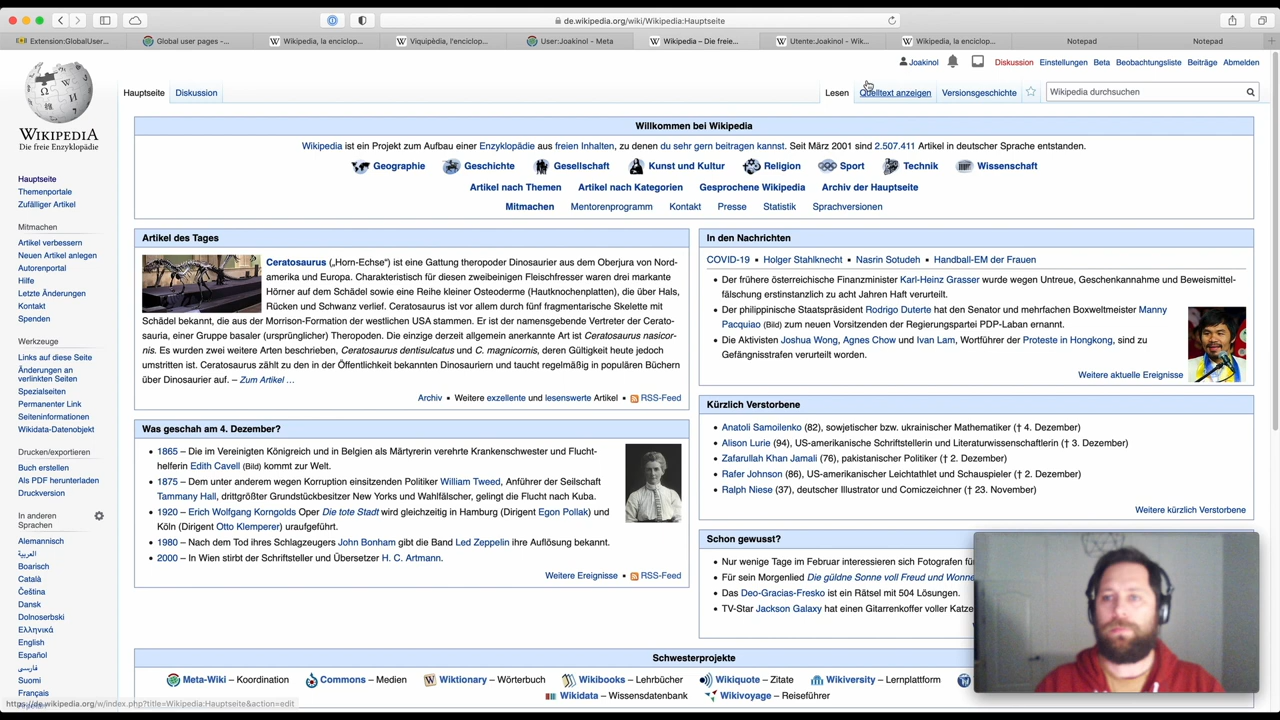 de.wikipedia.org/wiki/Wikipedia:Hauptseite
Extension:GlobalUser...
Global user pages -...
Wikipedia, la enciclop...
Viquipèdia, l'enciclop...
User:Joakinol - Meta
Wikipedia – Die freie...
Utente:Joakinol - Wik...
Wikipedia, la enciclop...
Notepad
Notepad
Joakinol
Diskussion Einstellungen Beta Beobachtungsliste Beiträge Abmelden
Hauptseite Diskussion
Lesen Quelltext anzeigen Versionsgeschichte
Wikipedia durchsuchen
WIKIPEDIA
Die freie Enzyklopädie
Hauptseite
Themenportale
Zufälliger Artikel
Mitmachen
Artikel verbessern
Neuen Artikel anlegen
Autorenportal
Hilfe
Letzte Änderungen
Kontakt
Spenden
Werkzeuge
Links auf diese Seite
Änderungen an
verlinkten Seiten
Spezialseiten
Permanenter Link
Seiteninformationen
Wikidata-Datenobjekt
Drucken/exportieren
Buch erstellen
Als PDF herunterladen
Druckversion
In anderen
Sprachen
Alemannisch
العربية
Boarisch
Català
Čeština
Dansk
Dolnoserbski
Ελληνικά
English
Español
فارسی
Suomi
Français
https://de.wikipedia.org/w/index.php?title=Wikipedia:Hauptseite&action=edit
Willkommen bei Wikipedia
Wikipedia ist ein Projekt zum Aufbau einer Enzyklopädie aus freien Inhalten, zu denen du sehr gern beitragen kannst. Seit März 2001 sind 2.507.411 Artikel in deutscher Sprache entstanden.
Geographie Geschichte Gesellschaft Kunst und Kultur Religion Sport Technik Wissenschaft
Artikel nach Themen Artikel nach Kategorien Gesprochene Wikipedia Archiv der Hauptseite
Mitmachen Mentorenprogramm Kontakt Presse Statistik Sprachversionen
Artikel des Tages
Ceratosaurus („Horn-Echse“) ist eine Gattung theropoder Dinosaurier aus dem Oberjura von Nord-
amerika und Europa. Charakteristisch für diesen zweibeinigen Fleischfresser waren drei markante
Hörner auf dem Schädel sowie eine Reihe kleiner Osteoderme (Hautknochenplatten), die über Hals,
Rücken und Schwanz verlief. Ceratosaurus ist vor allem durch fünf fragmentarische Skelette mit
Schädel bekannt, die aus der Morrison-Formation der westlichen USA stammen. Er ist der namensgebende Vertreter der Cerato-
sauria, einer Gruppe basaler (ursprünglicher) Theropoden. Die einzige derzeit allgemein anerkannte Art ist Ceratosaurus nasicor-
nis. Es wurden zwei weitere Arten beschrieben, Ceratosaurus dentisulcatus und C. magnicornis, deren Gültigkeit heute jedoch
umstritten ist. Ceratosaurus zählt zu den in der Öffentlichkeit bekannten Dinosauriern und taucht regelmäßig in populären Büchern
über Dinosaurier auf. – Zum Artikel …
Archiv • Weitere exzellente und lesenswerte Artikel • RSS-Feed
Was geschah am 4. Dezember?
1865 – Die im Vereinigten Königreich und in Belgien als Märtyrerin verehrte Krankenschwester und Flucht-
helferin Edith Cavell (Bild) kommt zur Welt.
1875 – Dem unter anderem wegen Korruption einsitzenden Politiker William Tweed, Anführer der Seilschaft
Tammany Hall, drittgrößter Grundstückbesitzer New Yorks und Wahlfälscher, gelingt die Flucht nach Kuba.
1920 – Erich Wolfgang Korngolds Oper Die tote Stadt wird gleichzeitig in Hamburg (Dirigent Egon Pollak) und
Köln (Dirigent Otto Klemperer) uraufgeführt.
1980 – Nach dem Tod ihres Schlagzeugers John Bonham gibt die Band Led Zeppelin ihre Auflösung bekannt.
2000 – In Wien stirbt der Schriftsteller und Übersetzer H. C. Artmann.
Weitere Ereignisse • RSS-Feed
In den Nachrichten
COVID-19 • Holger Stahlknecht • Nasrin Sotudeh • Handball-EM der Frauen
Der frühere österreichische Finanzminister Karl-Heinz Grasser wurde wegen Untreue, Geschenkannahme und Beweismittel-
fälschung erstinstanzlich zu acht Jahren Haft verurteilt.
Der philippinische Staatspräsident Rodrigo Duterte hat den Senator und mehrfachen Boxweltmeister Manny
Pacquiao (Bild) zum neuen Vorsitzenden der Regierungspartei PDP-Laban ernannt.
Die Aktivisten Joshua Wong, Agnes Chow und Ivan Lam, Wortführer der Proteste in Hongkong, sind zu
Gefängnisstrafen verurteilt worden.
Weitere aktuelle Ereignisse
Kürzlich Verstorbene
Anatoli Samoilenko (82), sowjetischer bzw. ukrainischer Mathematiker († 4. Dezember)
Alison Lurie (94), US-amerikanische Schriftstellerin und Literaturwissenschaftlerin († 3. Dezember)
Zafarullah Khan Jamali (76), pakistanischer Politiker († 2. Dezember)
Rafer Johnson (86), US-amerikanischer Leichtathlet und Schauspieler († 2. Dezember)
Ralph Niese (37), deutscher Illustrator und Comiczeichner († 23. November)
Weitere kürzlich Verstorbene
Schon gewusst?
Nur wenige Tage im Februar interessieren sich Fotografen fü
Für sein Morgenlied Die güldne Sonne voll Freud und Wonne
Das Deo-Gracias-Fresko ist ein Rätsel mit 504 Lösungen.
TV-Star Jackson Galaxy hat einen Gitarrenkoffer voller Katze
Schwesterprojekte
Meta-Wiki – Koordination Commons – Medien Wiktionary – Wörterbuch Wikibooks – Lehrbücher Wikiquote – Zitate Wikiversity – Lernplattform
Wikidata – Wissensdatenbank Wikivoyage – Reiseführer